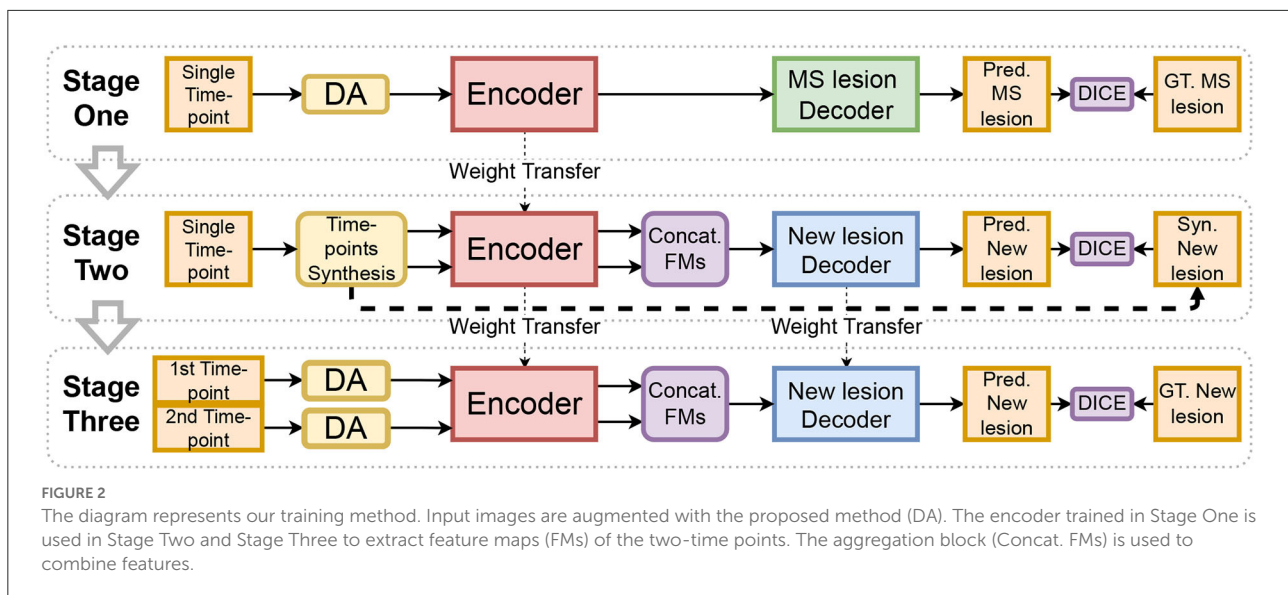 Stage
One
Single
Time-
point
DA
Encoder
MS lesion
Decoder
Pred.
MS
lesion
DICE
GT. MS
lesion
Weight Transfer
Stage
Two
Single
Time-
point
Time-
points
Synthesis
Encoder
Concat.
FMs
New lesion
Decoder
Pred.
New
lesion
DICE
Syn.
New
lesion
Weight Transfer
Weight Transfer
Stage
Three
1st Time-
point
2nd Time-
point
DA
DA
Encoder
Concat.
FMs
New lesion
Decoder
Pred.
New
lesion
DICE
GT. New
lesion
FIGURE 2
The diagram represents our training method. Input images are augmented with the proposed method (DA). The encoder trained in Stage One is
used in Stage Two and Stage Three to extract feature maps (FMs) of the two-time points. The aggregation block (Concat. FMs) is used to
combine features.